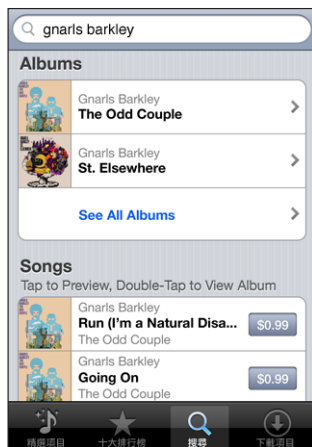 gnarls barkley
Albums
Gnarls Barkley
The Odd Couple
Gnarls Barkley
St. Elsewhere
See All Albums
Songs
Tap to Preview, Double-Tap to View Album
Gnarls Barkley
Run (I'm a Natural Disa... $0.99
The Odd Couple
Gnarls Barkley
Going On $0.99
The Odd Couple
精選項目 十大排行榜 搜尋 下載項目